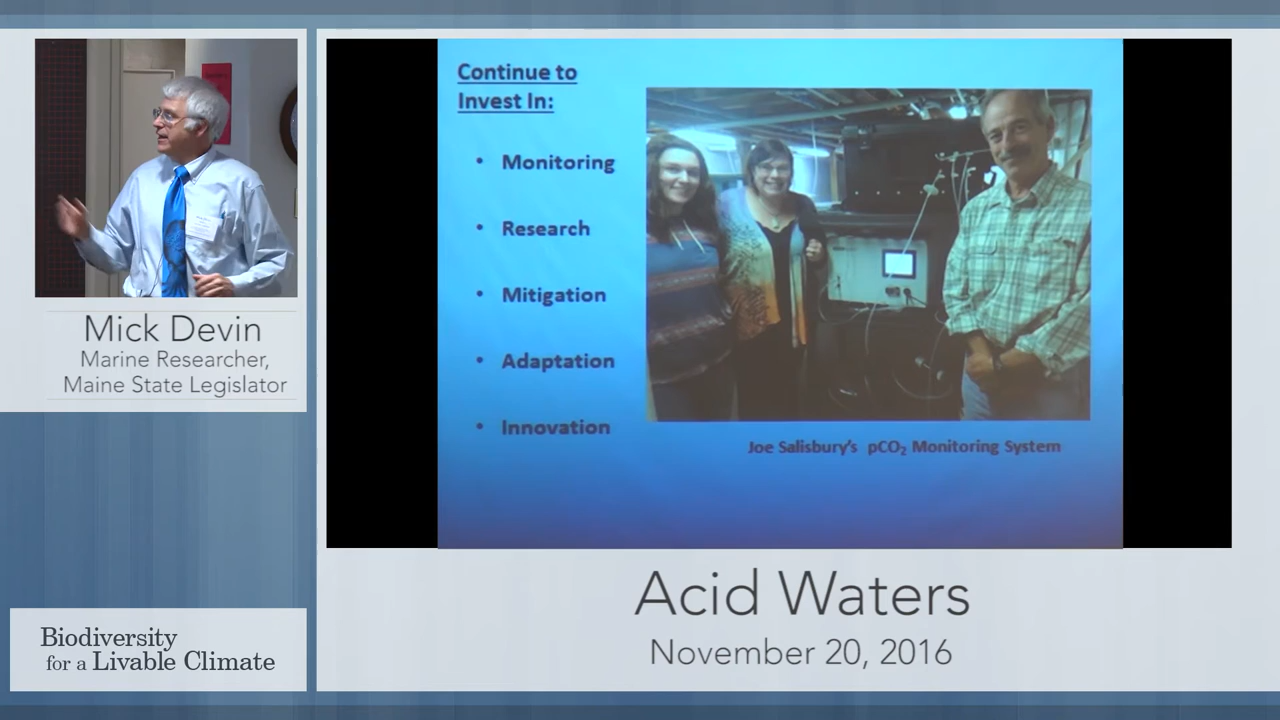 Mick Devin
Marine Researcher,
Maine State Legislator
Biodiversity
for a Livable Climate
Continue to
Invest In:
• Monitoring
• Research
• Mitigation
• Adaptation
• Innovation
Joe Salisbury's pCO₂ Monitoring System
Acid Waters
November 20, 2016